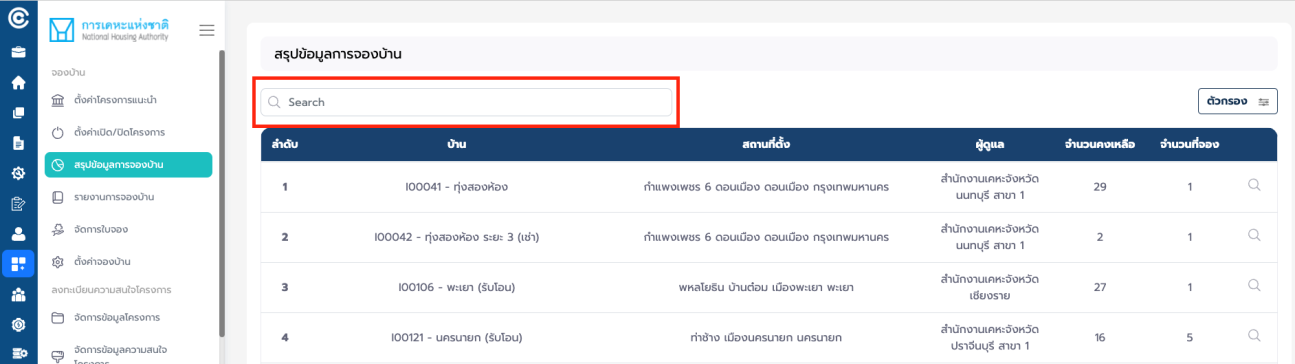 การเคหะแห่งชาติ
National Housing Authority
จองบ้าน
ตั้งค่าโครงการแนะนำ
ตั้งค่าเปิด/ปิดโครงการ
สรุปข้อมูลการจองบ้าน
รายงานการจองบ้าน
จัดการใบจอง
ตั้งค่าจองบ้าน
ลงทะเบียนความสนใจโครงการ
จัดการข้อมูลโครงการ
จัดการข้อมูลความสนใจ
โครงการ
สรุปข้อมูลการจองบ้าน
Search
ตัวกรอง
ลำดับ บ้าน สถานที่ตั้ง ผู้ดูแล จำนวนคงเหลือ จำนวนที่จอง
1 I00041 - ทุ่งสองห้อง กำแพงเพชร 6 ดอนเมือง ดอนเมือง กรุงเทพมหานคร สำนักงานเคหะจังหวัด 29 1
นนทบุรี สาขา 1
2 I00042 - ทุ่งสองห้อง ระยะ 3 (เช่า) กำแพงเพชร 6 ดอนเมือง ดอนเมือง กรุงเทพมหานคร สำนักงานเคหะจังหวัด 2 1
นนทบุรี สาขา 1
3 I00106 - พะเยา (รับโอน) พหลโยธิน บ้านต๋อม เมืองพะเยา พะเยา สำนักงานเคหะจังหวัด 27 1
เชียงราย
4 I00121 - นครนายก (รับโอน) ท่าช้าง เมืองนครนายก นครนายก สำนักงานเคหะจังหวัด 16 5
ปราจีนบุรี สาขา 1